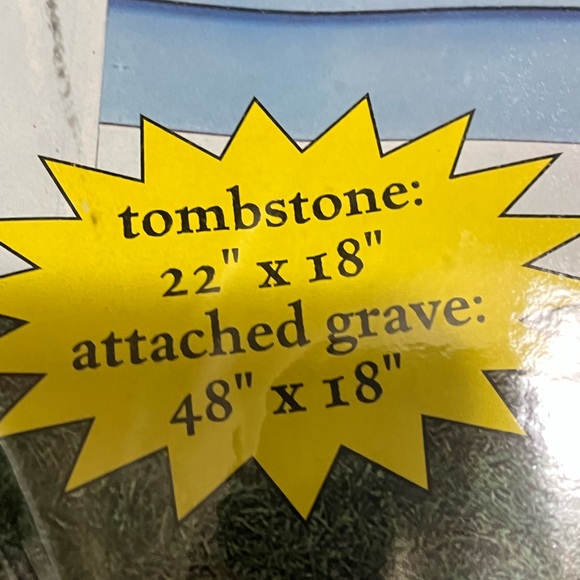 tombstone:
22" x 18"
attached grave:
48" x 18"